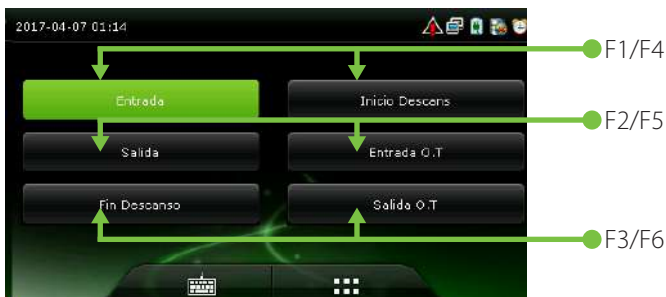 2017-04-07 01:14
F1/F4
Entrada
Inicio Descans
F2/F5
Salida
Entrada O.T
Fin Descanso
Salida O.T
F3/F6